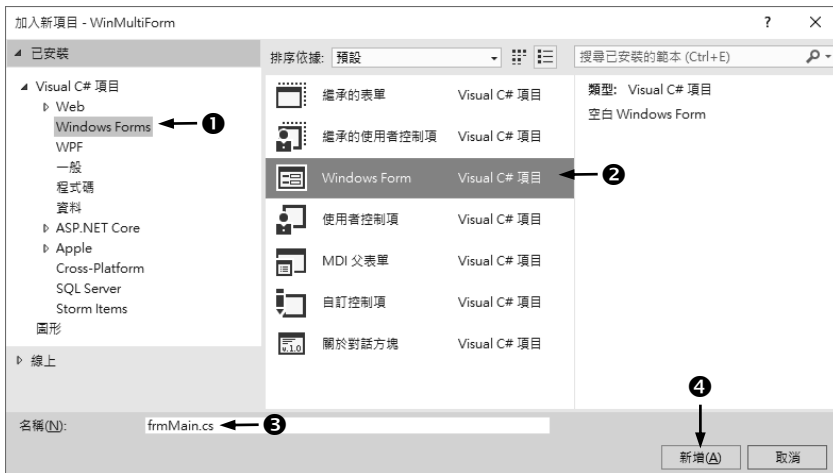 加入新項目 - WinMultiForm ? ✕
已安裝
排序依據: 預設
搜尋已安裝的範本 (Ctrl+E)
Visual C# 項目
Web
Windows Forms ❶
WPF
一般
程式碼
資料
ASP.NET Core
Apple
Cross-Platform
SQL Server
Storm Items
圖形
線上
繼承的表單 Visual C# 項目
繼承的使用者控制項 Visual C# 項目
Windows Form Visual C# 項目 ❷
使用者控制項 Visual C# 項目
MDI 父表單 Visual C# 項目
自訂控制項 Visual C# 項目
v.1.0 關於對話方塊 Visual C# 項目
類型: Visual C# 項目
空白 Windows Form
名稱(N): frmMain.cs ❸
❹
新增(A) 取消